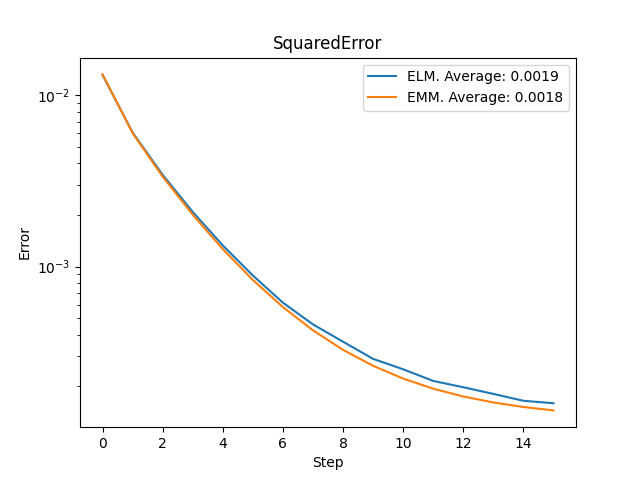 SquaredError
ELM. Average: 0.0019
EMM. Average: 0.0018
Error
10⁻²
10⁻³
0 2 4 6 8 10 12 14
Step